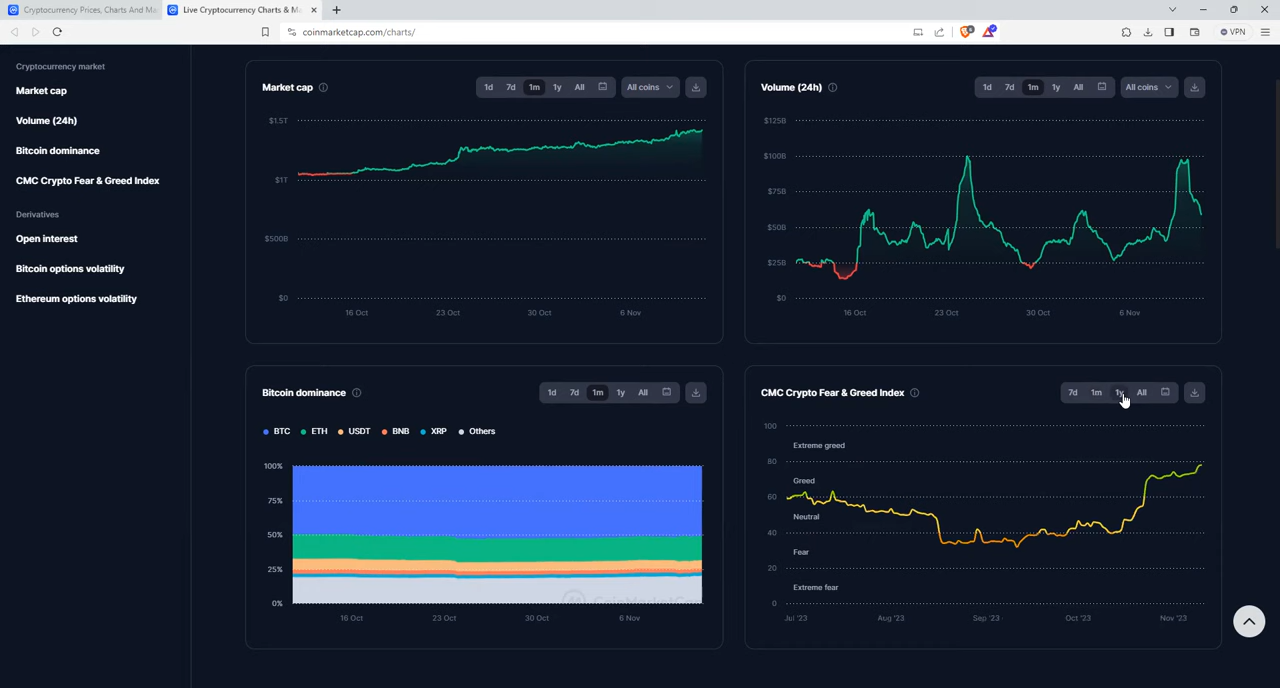 Cryptocurrency Prices, Charts And Ma
Live Cryptocurrency Charts & M
coinmarketcap.com/charts/
VPN
Cryptocurrency market
Market cap
Volume (24h)
Bitcoin dominance
CMC Crypto Fear & Greed Index
Derivatives
Open interest
Bitcoin options volatility
Ethereum options volatility
Market cap
1d 7d 1m 1y All All coins
$1.5T
$1T
$500B
$0
16 Oct 23 Oct 30 Oct 6 Nov
Volume (24h)
1d 7d 1m 1y All All coins
$125B
$100B
$75B
$50B
$25B
$0
16 Oct 23 Oct 30 Oct 6 Nov
Bitcoin dominance
1d 7d 1m 1y All
BTC ETH USDT BNB XRP Others
100%
75%
50%
25%
0%
CoinMarketCap
16 Oct 23 Oct 30 Oct 6 Nov
CMC Crypto Fear & Greed Index
7d 1m 1y All
100
Extreme greed
80
Greed
60
Neutral
40
Fear
20
Extreme fear
0
Jul '23 Aug '23 Sep '23 Oct '23 Nov '23